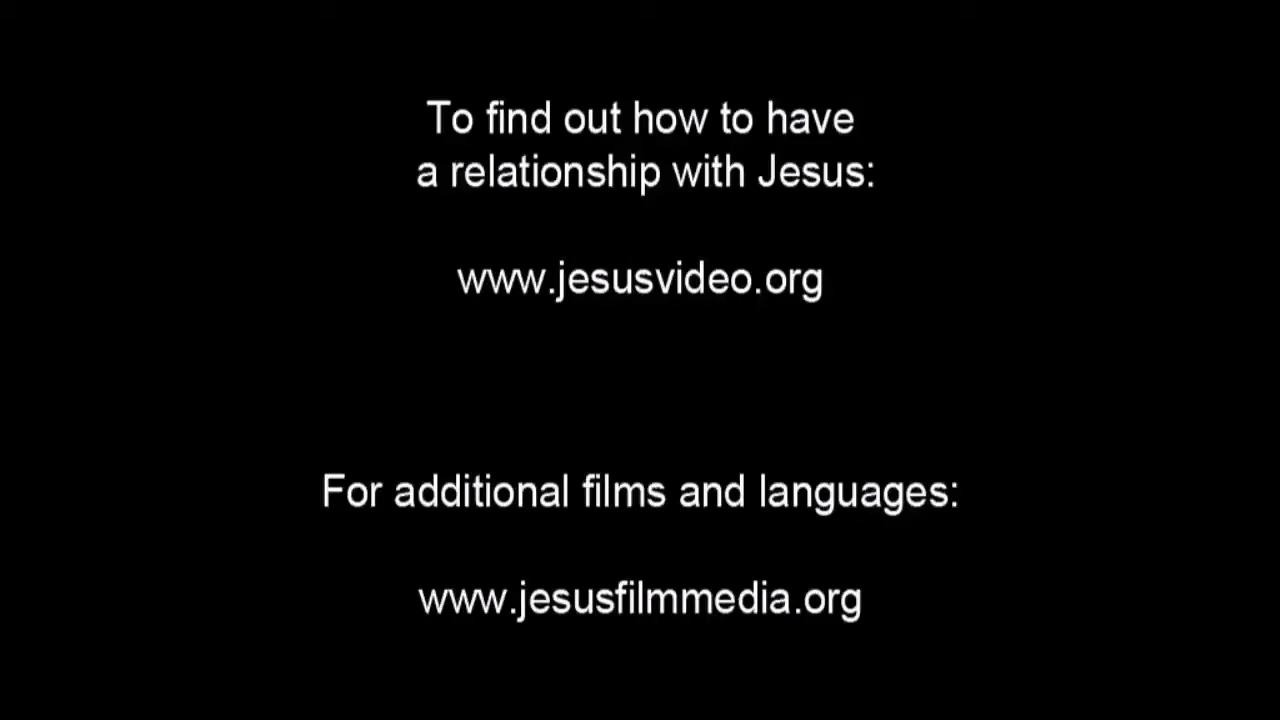 To find out how to have
a relationship with Jesus:
www.jesusvideo.org
For additional films and languages:
www.jesusfilmmedia.org